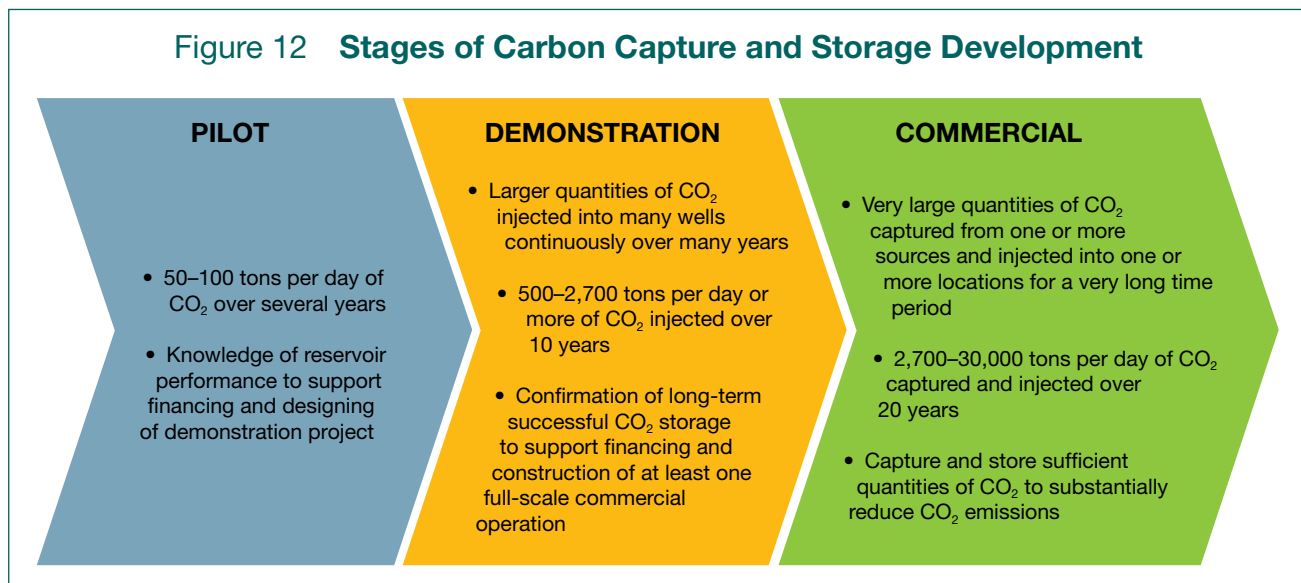 Figure 12 Stages of Carbon Capture and Storage Development
PILOT
• 50–100 tons per day of
CO₂ over several years
• Knowledge of reservoir
performance to support
financing and designing
of demonstration project
DEMONSTRATION
• Larger quantities of CO₂
injected into many wells
continuously over many years
• 500–2,700 tons per day or
more of CO₂ injected over
10 years
• Confirmation of long-term
successful CO₂ storage
to support financing and
construction of at least one
full-scale commercial
operation
COMMERCIAL
• Very large quantities of CO₂
captured from one or more
sources and injected into one or
more locations for a very long time
period
• 2,700–30,000 tons per day of CO₂
captured and injected over
20 years
• Capture and store sufficient
quantities of CO₂ to substantially
reduce CO₂ emissions